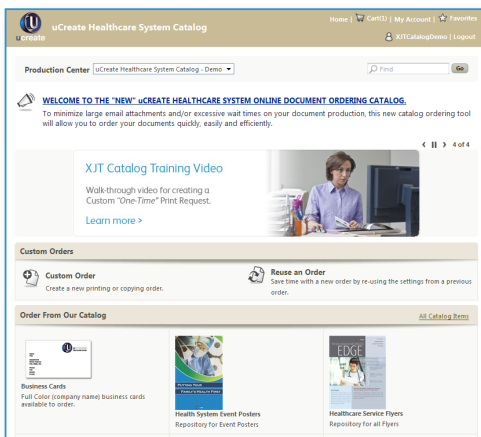 ucreate
uCreate Healthcare System Catalog
Home | Cart(1) | My Account | Favorites
XJTCatalogDemo | Logout
Production Center uCreate Healthcare System Catalog - Demo
Find
Go
WELCOME TO THE "NEW" uCREATE HEALTHCARE SYSTEM ONLINE DOCUMENT ORDERING CATALOG.
To minimize large email attachments and/or excessive wait times on your document production, this new catalog ordering tool
will allow you to order your documents quickly, easily and efficiently.
4 of 4
XJT Catalog Training Video
Walk-through video for creating a
Custom "One-Time" Print Request.
Learn more >
Custom Orders
Custom Order
Create a new printing or copying order.
Reuse an Order
Save time with a new order by re-using the settings from a previous
order.
Order From Our Catalog
All Catalog Items
PUTTING YOUR
FAMILY'S HEALTH FIRST
EDGE
Business Cards
Full Color (company name) business cards
available to order.
Health System Event Posters
Repository for Event Posters
Healthcare Service Flyers
Repository for all Flyers